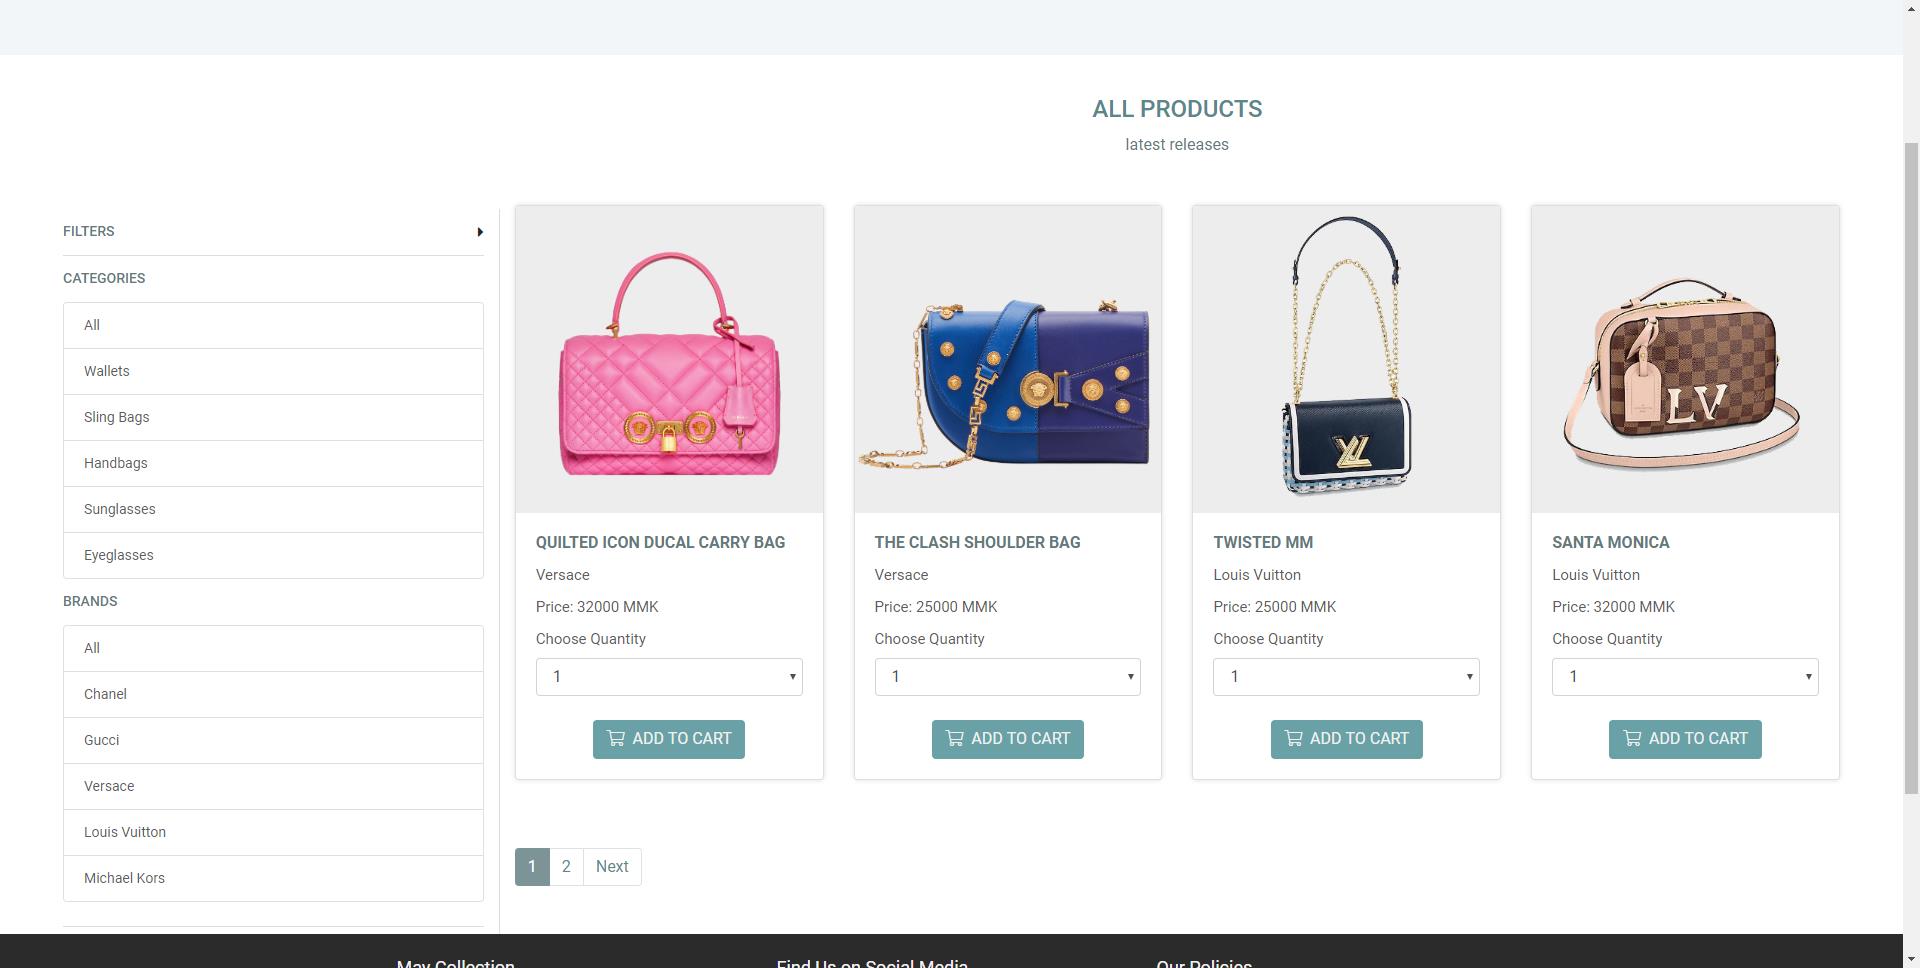 ALL PRODUCTS
latest releases
FILTERS
CATEGORIES
All
Wallets
Sling Bags
Handbags
Sunglasses
Eyeglasses
BRANDS
All
Chanel
Gucci
Versace
Louis Vuitton
Michael Kors
LV
QUILTED ICON DUCAL CARRY BAG
Versace
Price: 32000 MMK
Choose Quantity
1
ADD TO CART
THE CLASH SHOULDER BAG
Versace
Price: 25000 MMK
Choose Quantity
1
ADD TO CART
TWISTED MM
Louis Vuitton
Price: 25000 MMK
Choose Quantity
1
ADD TO CART
SANTA MONICA
Louis Vuitton
Price: 32000 MMK
Choose Quantity
1
ADD TO CART
1 2 Next
May Collection Find Us on Social Media Our Policies